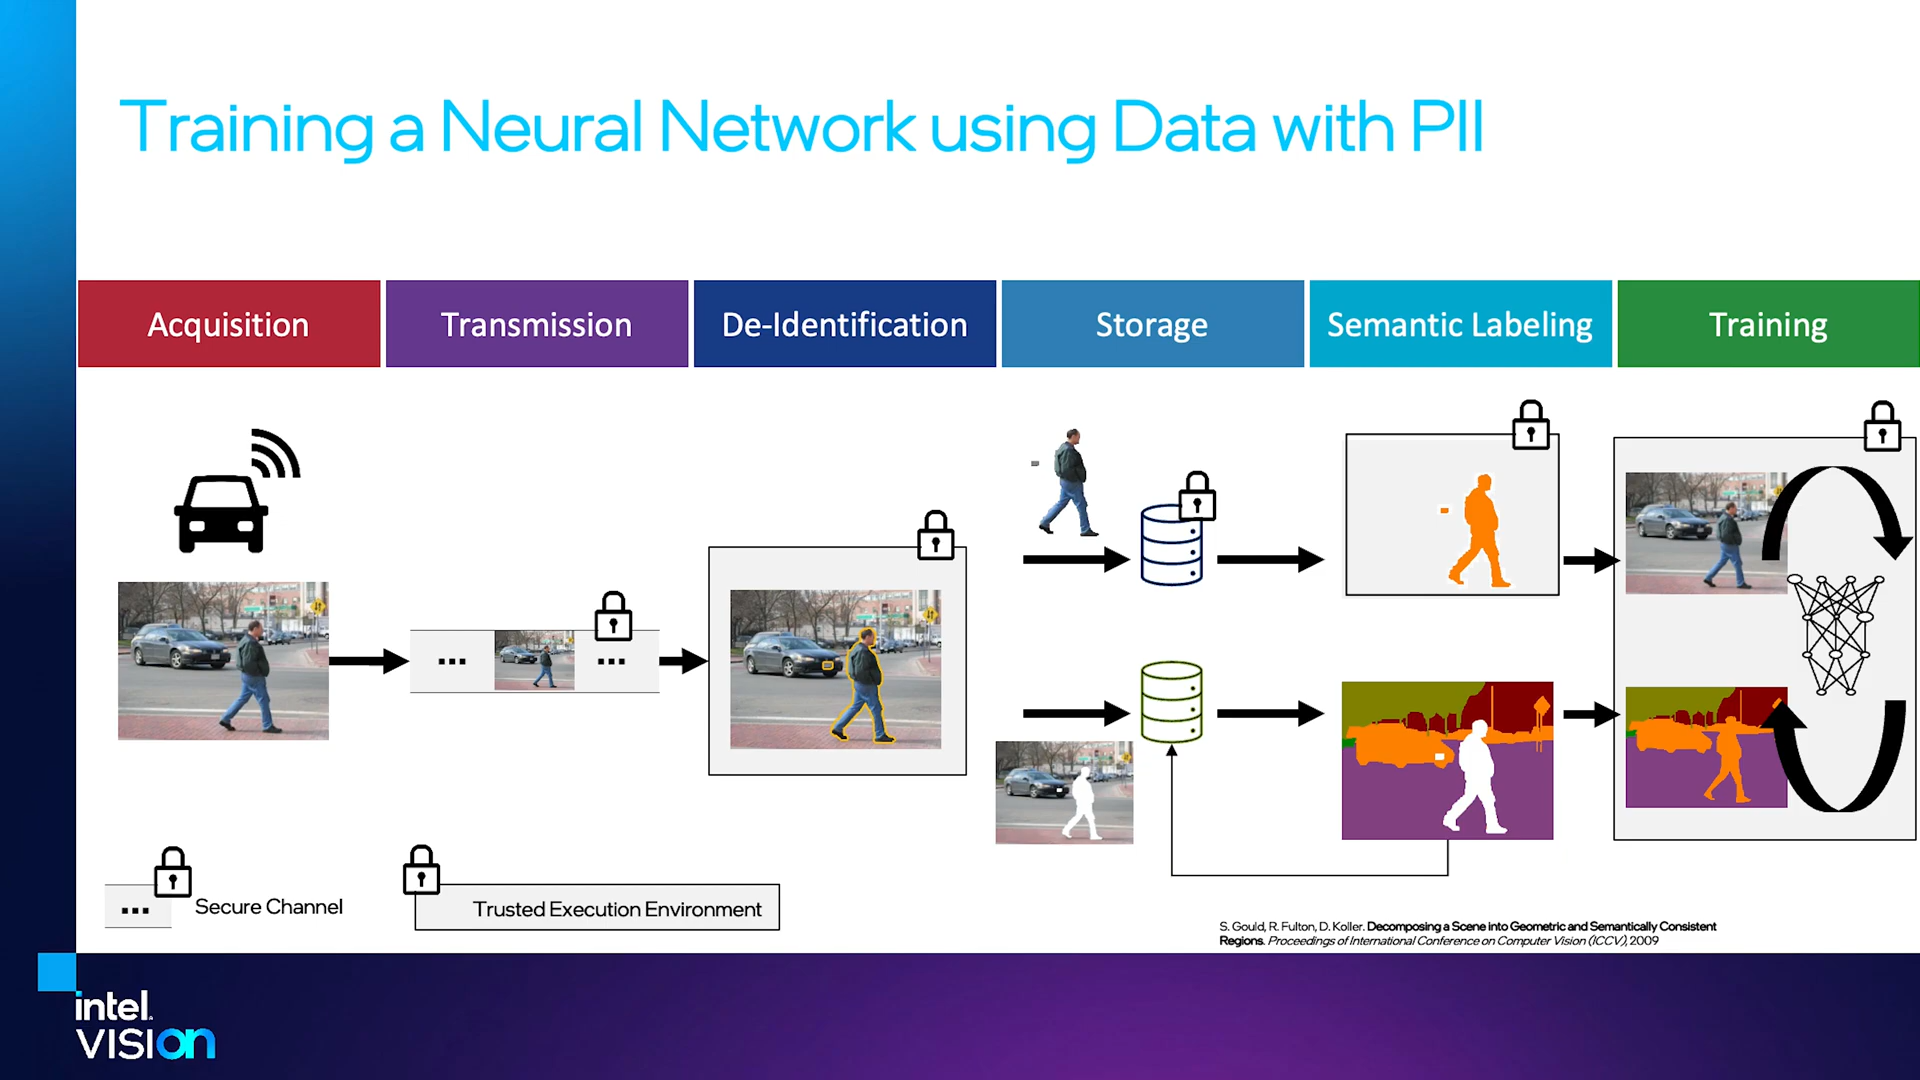 Training a Neural Network using Data with PII
Acquisition
Transmission
De-Identification
Storage
Semantic Labeling
Training
...
...
...
Secure Channel
Trusted Execution Environment
S. Gould, R. Fulton, D. Koller. Decomposing a Scene into Geometric and Semantically Consistent
Regions. Proceedings of International Conference on Computer Vision (ICCV), 2009
intel.
VISION